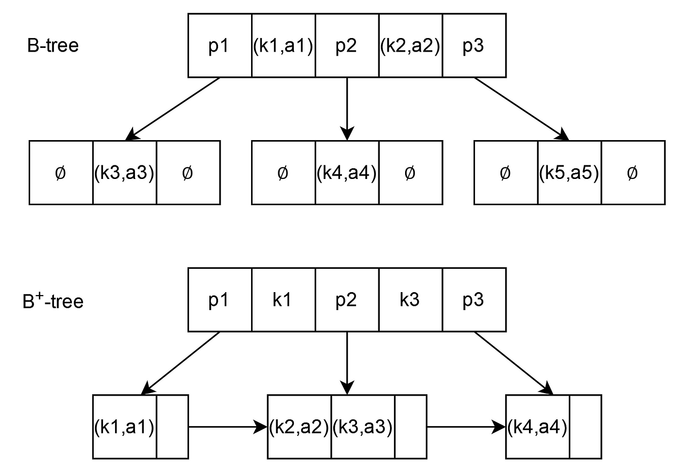 B-tree
p1 (k1,a1) p2 (k2,a2) p3
∅ (k3,a3) ∅ ∅ (k4,a4) ∅ ∅ (k5,a5) ∅
B⁺-tree
p1 k1 p2 k3 p3
(k1,a1) (k2,a2) (k3,a3) (k4,a4)